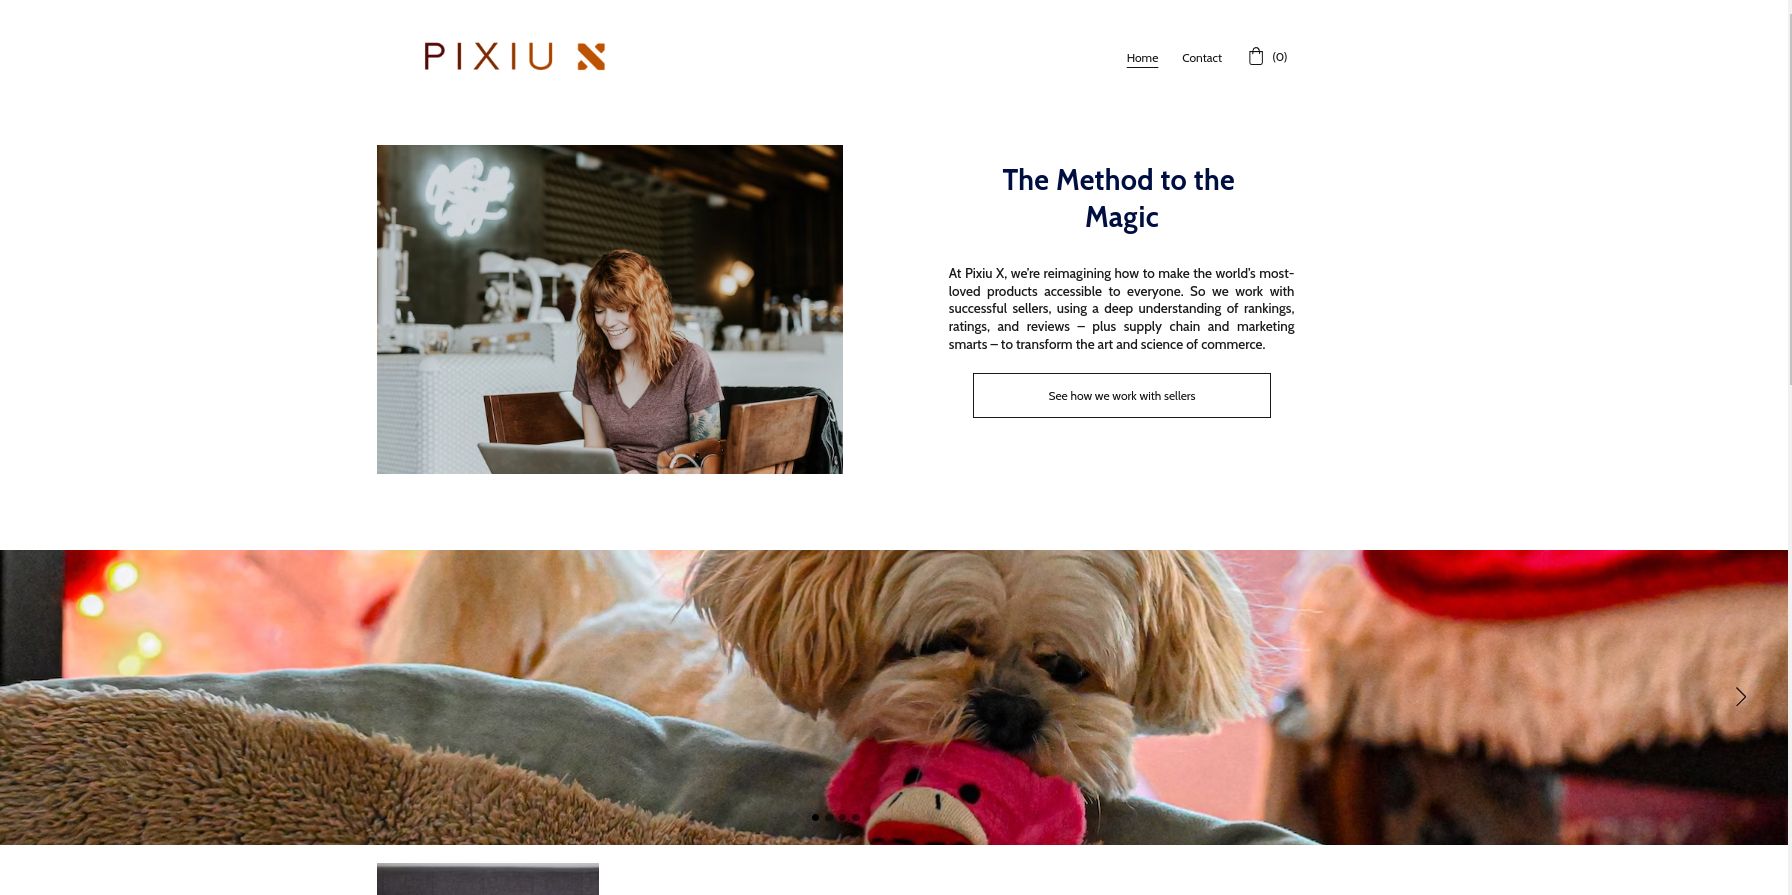 PIXIU X
Home
Contact
(0)
The Method to the
Magic
At Pixiu X, we're reimagining how to make the world's most-
loved products accessible to everyone. So we work with
successful sellers, using a deep understanding of rankings,
ratings, and reviews – plus supply chain and marketing
smarts – to transform the art and science of commerce.
See how we work with sellers